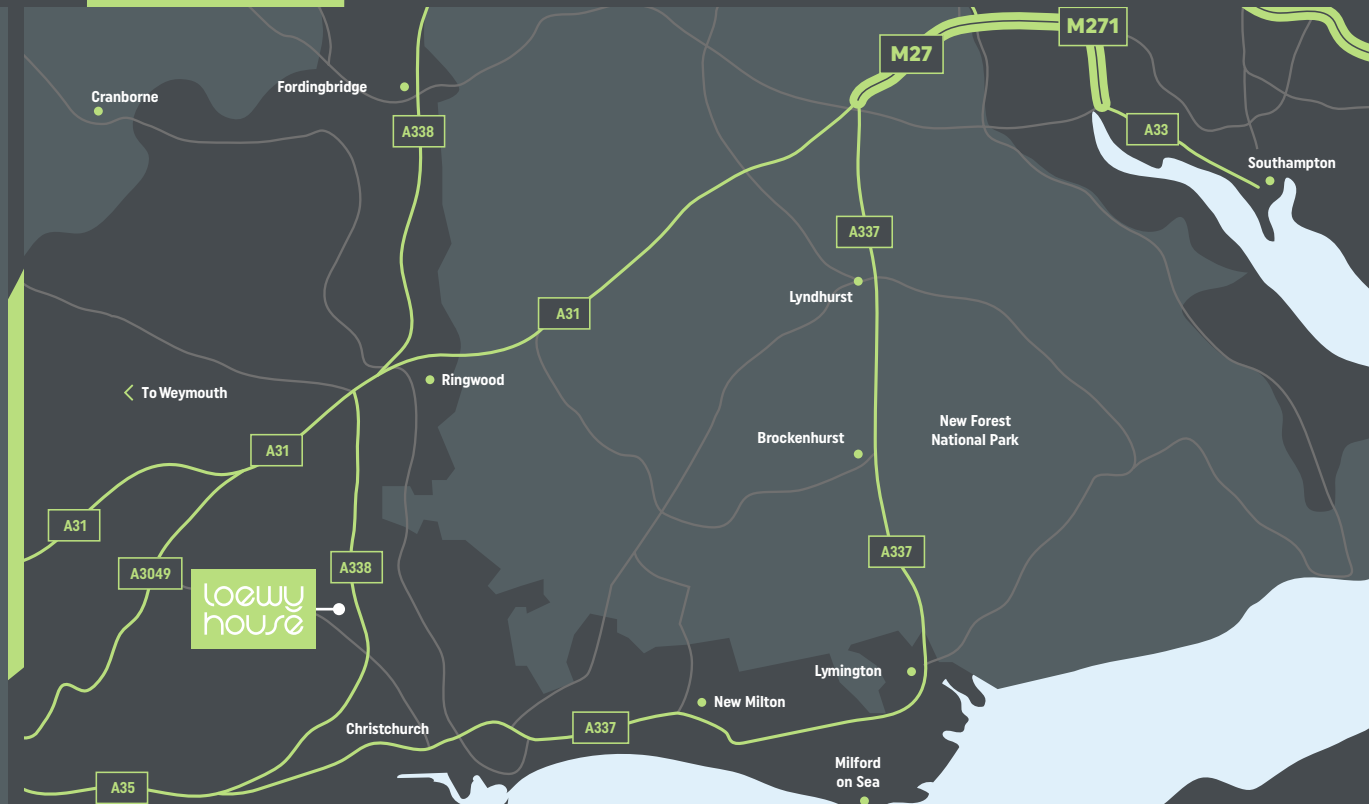 M271
M27
Fordingbridge
Cranborne
A338
A33
Southampton
A337
Lyndhurst
A31
Ringwood
To Weymouth
New Forest
National Park
Brockenhurst
A31
A31
A337
A3049
A338
loewy
house
Lymington
New Milton
A337
Christchurch
Milford
on Sea
A35